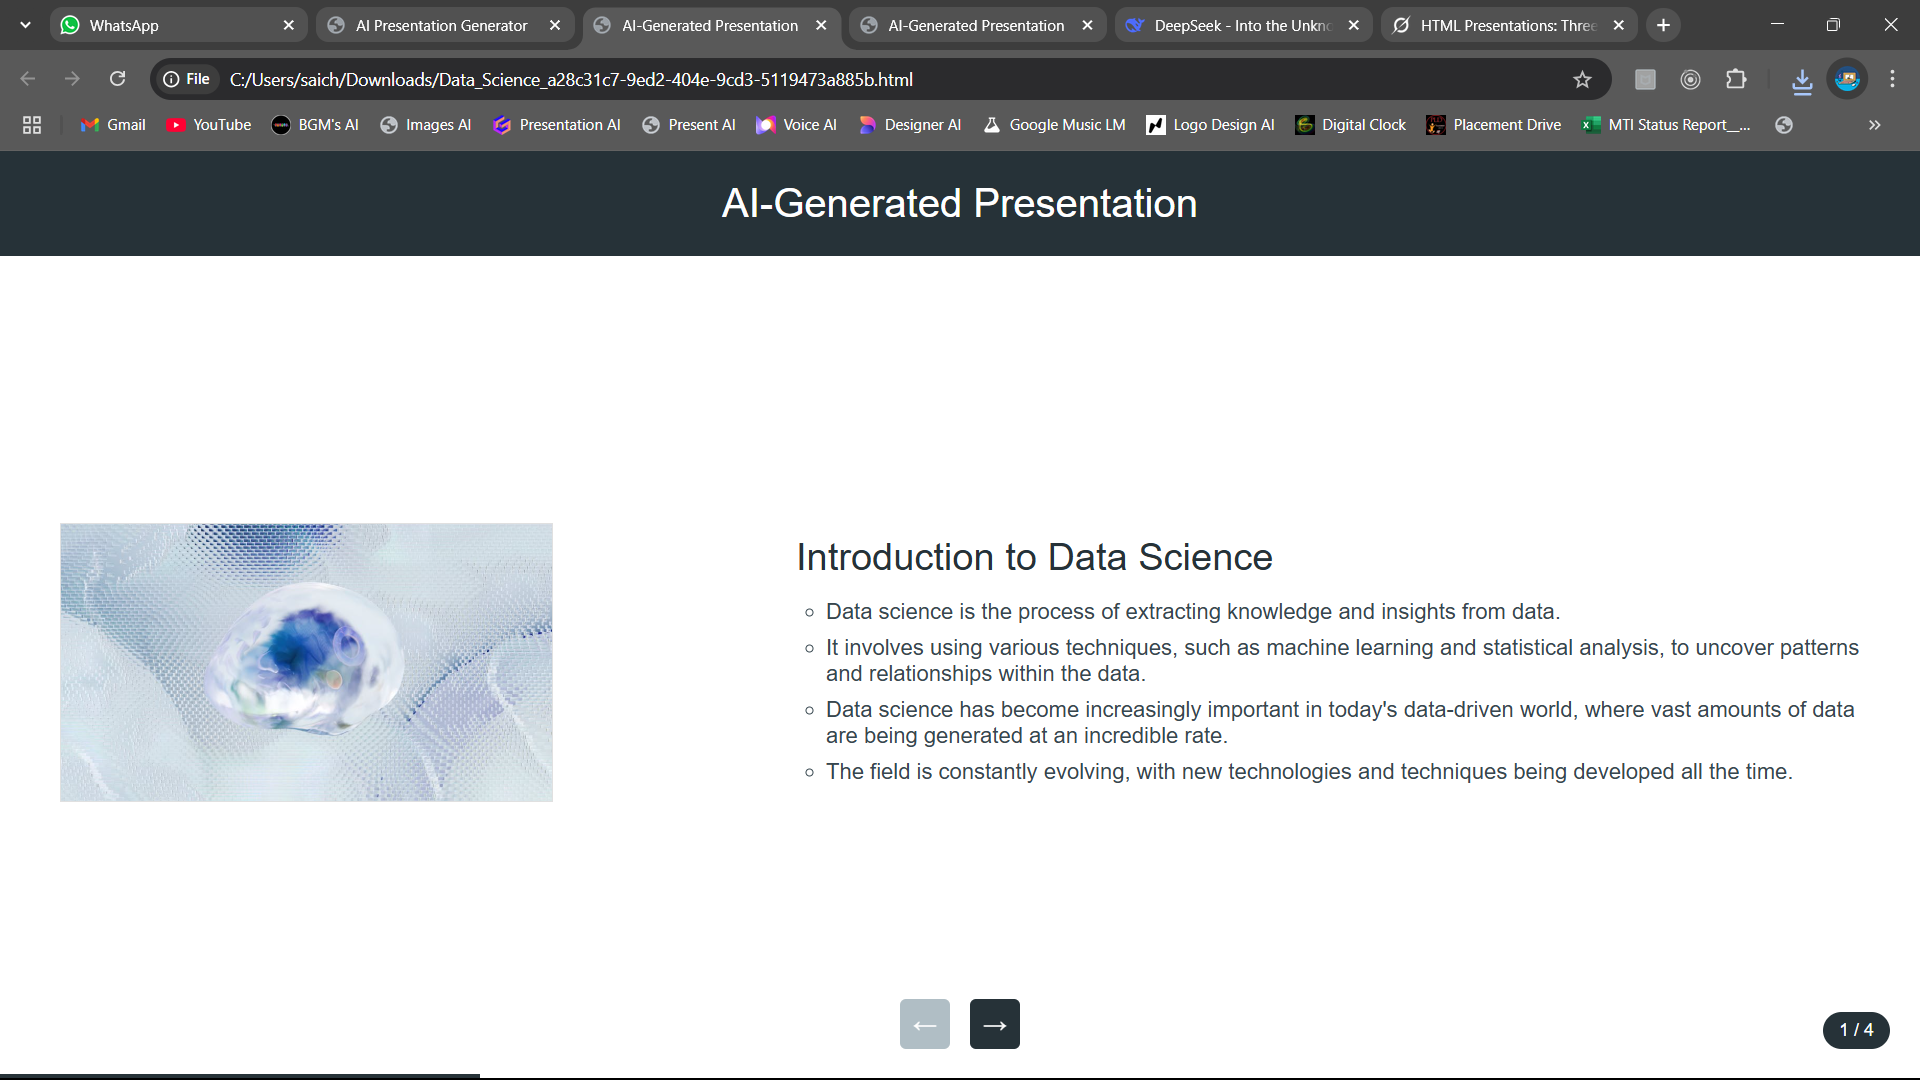 WhatsApp
AI Presentation Generator
AI-Generated Presentation
AI-Generated Presentation
DeepSeek - Into the Unkno
HTML Presentations: Three
File
C:/Users/saich/Downloads/Data_Science_a28c31c7-9ed2-404e-9cd3-5119473a885b.html
Gmail
YouTube
BGM's AI
Images AI
Presentation AI
Present AI
Voice AI
Designer AI
Google Music LM
Logo Design AI
Digital Clock
Placement Drive
MTI Status Report__...
AI-Generated Presentation
Introduction to Data Science
Data science is the process of extracting knowledge and insights from data.
It involves using various techniques, such as machine learning and statistical analysis, to uncover patterns
and relationships within the data.
Data science has become increasingly important in today's data-driven world, where vast amounts of data
are being generated at an incredible rate.
The field is constantly evolving, with new technologies and techniques being developed all the time.
1 / 4